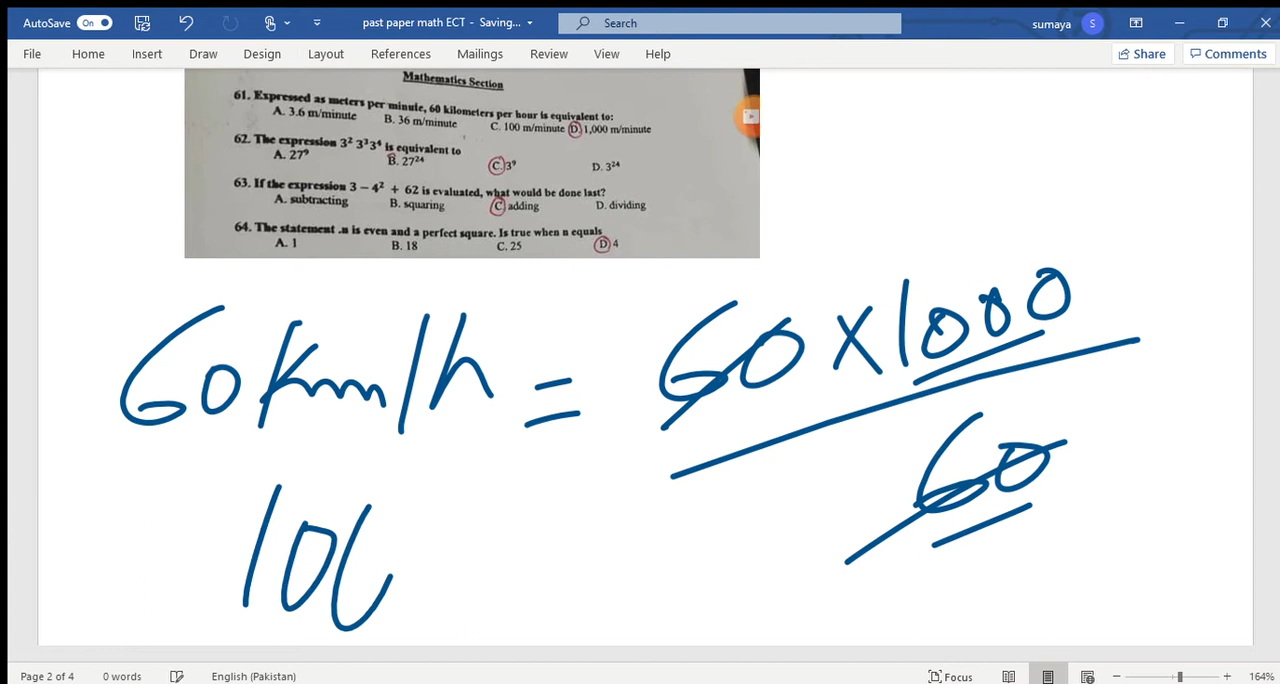 AutoSave On past paper math ECT - Saving... Search sumaya S
File Home Insert Draw Design Layout References Mailings Review View Help Share Comments
Mathematics Section
61. Expressed as meters per minute, 60 kilometers per hour is equivalent to:
A. 3.6 m/minute B. 36 m/minute C. 100 m/minute D. 1,000 m/minute
62. The expression 3² 3³3⁴ is equivalent to
A. 27⁹ B. 27²⁴ C. 3⁹ D. 3²⁴
63. If the expression 3 – 4² + 62 is evaluated, what would be done last?
A. subtracting B. squaring C. adding D. dividing
64. The statement .n is even and a perfect square. Is true when n equals
A. 1 B. 18 C. 25 D 4
60 km/h = 60 x 1000
60
100
Page 2 of 4 0 words English (Pakistan) Focus 164%